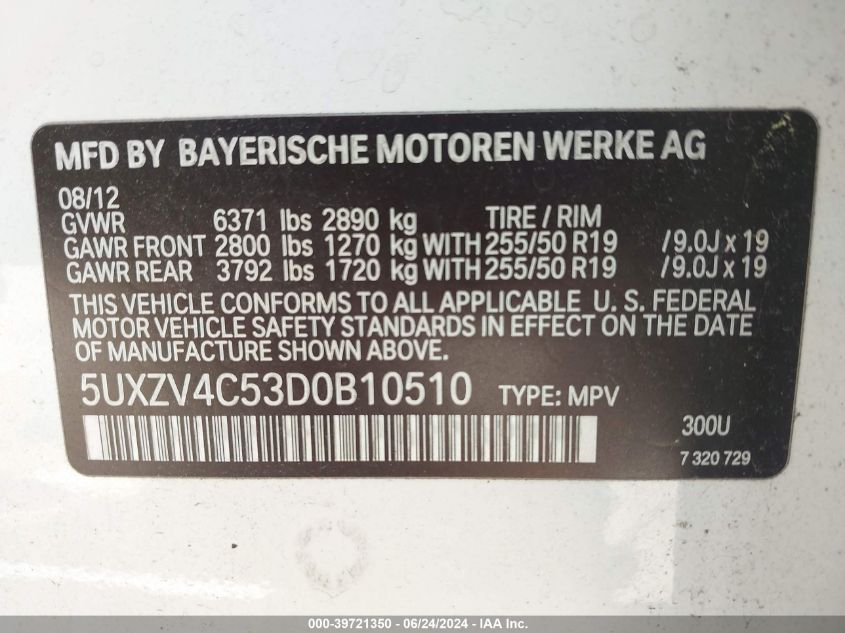 MFD BY BAYERISCHE MOTOREN WERKE AG
08/12
GVWR 6371 lbs 2890 kg TIRE / RIM
GAWR FRONT 2800 lbs 1270 kg WITH 255/50 R19 / 9.0J x 19
GAWR REAR 3792 lbs 1720 kg WITH 255/50 R19 / 9.0J x 19
THIS VEHICLE CONFORMS TO ALL APPLICABLE U. S. FEDERAL
MOTOR VEHICLE SAFETY STANDARDS IN EFFECT ON THE DATE
OF MANUFACTURE SHOWN ABOVE.
5UXZV4C53D0B10510 TYPE: MPV
300U
7 320 729
000-39721350 - 06/24/2024 - IAA Inc.